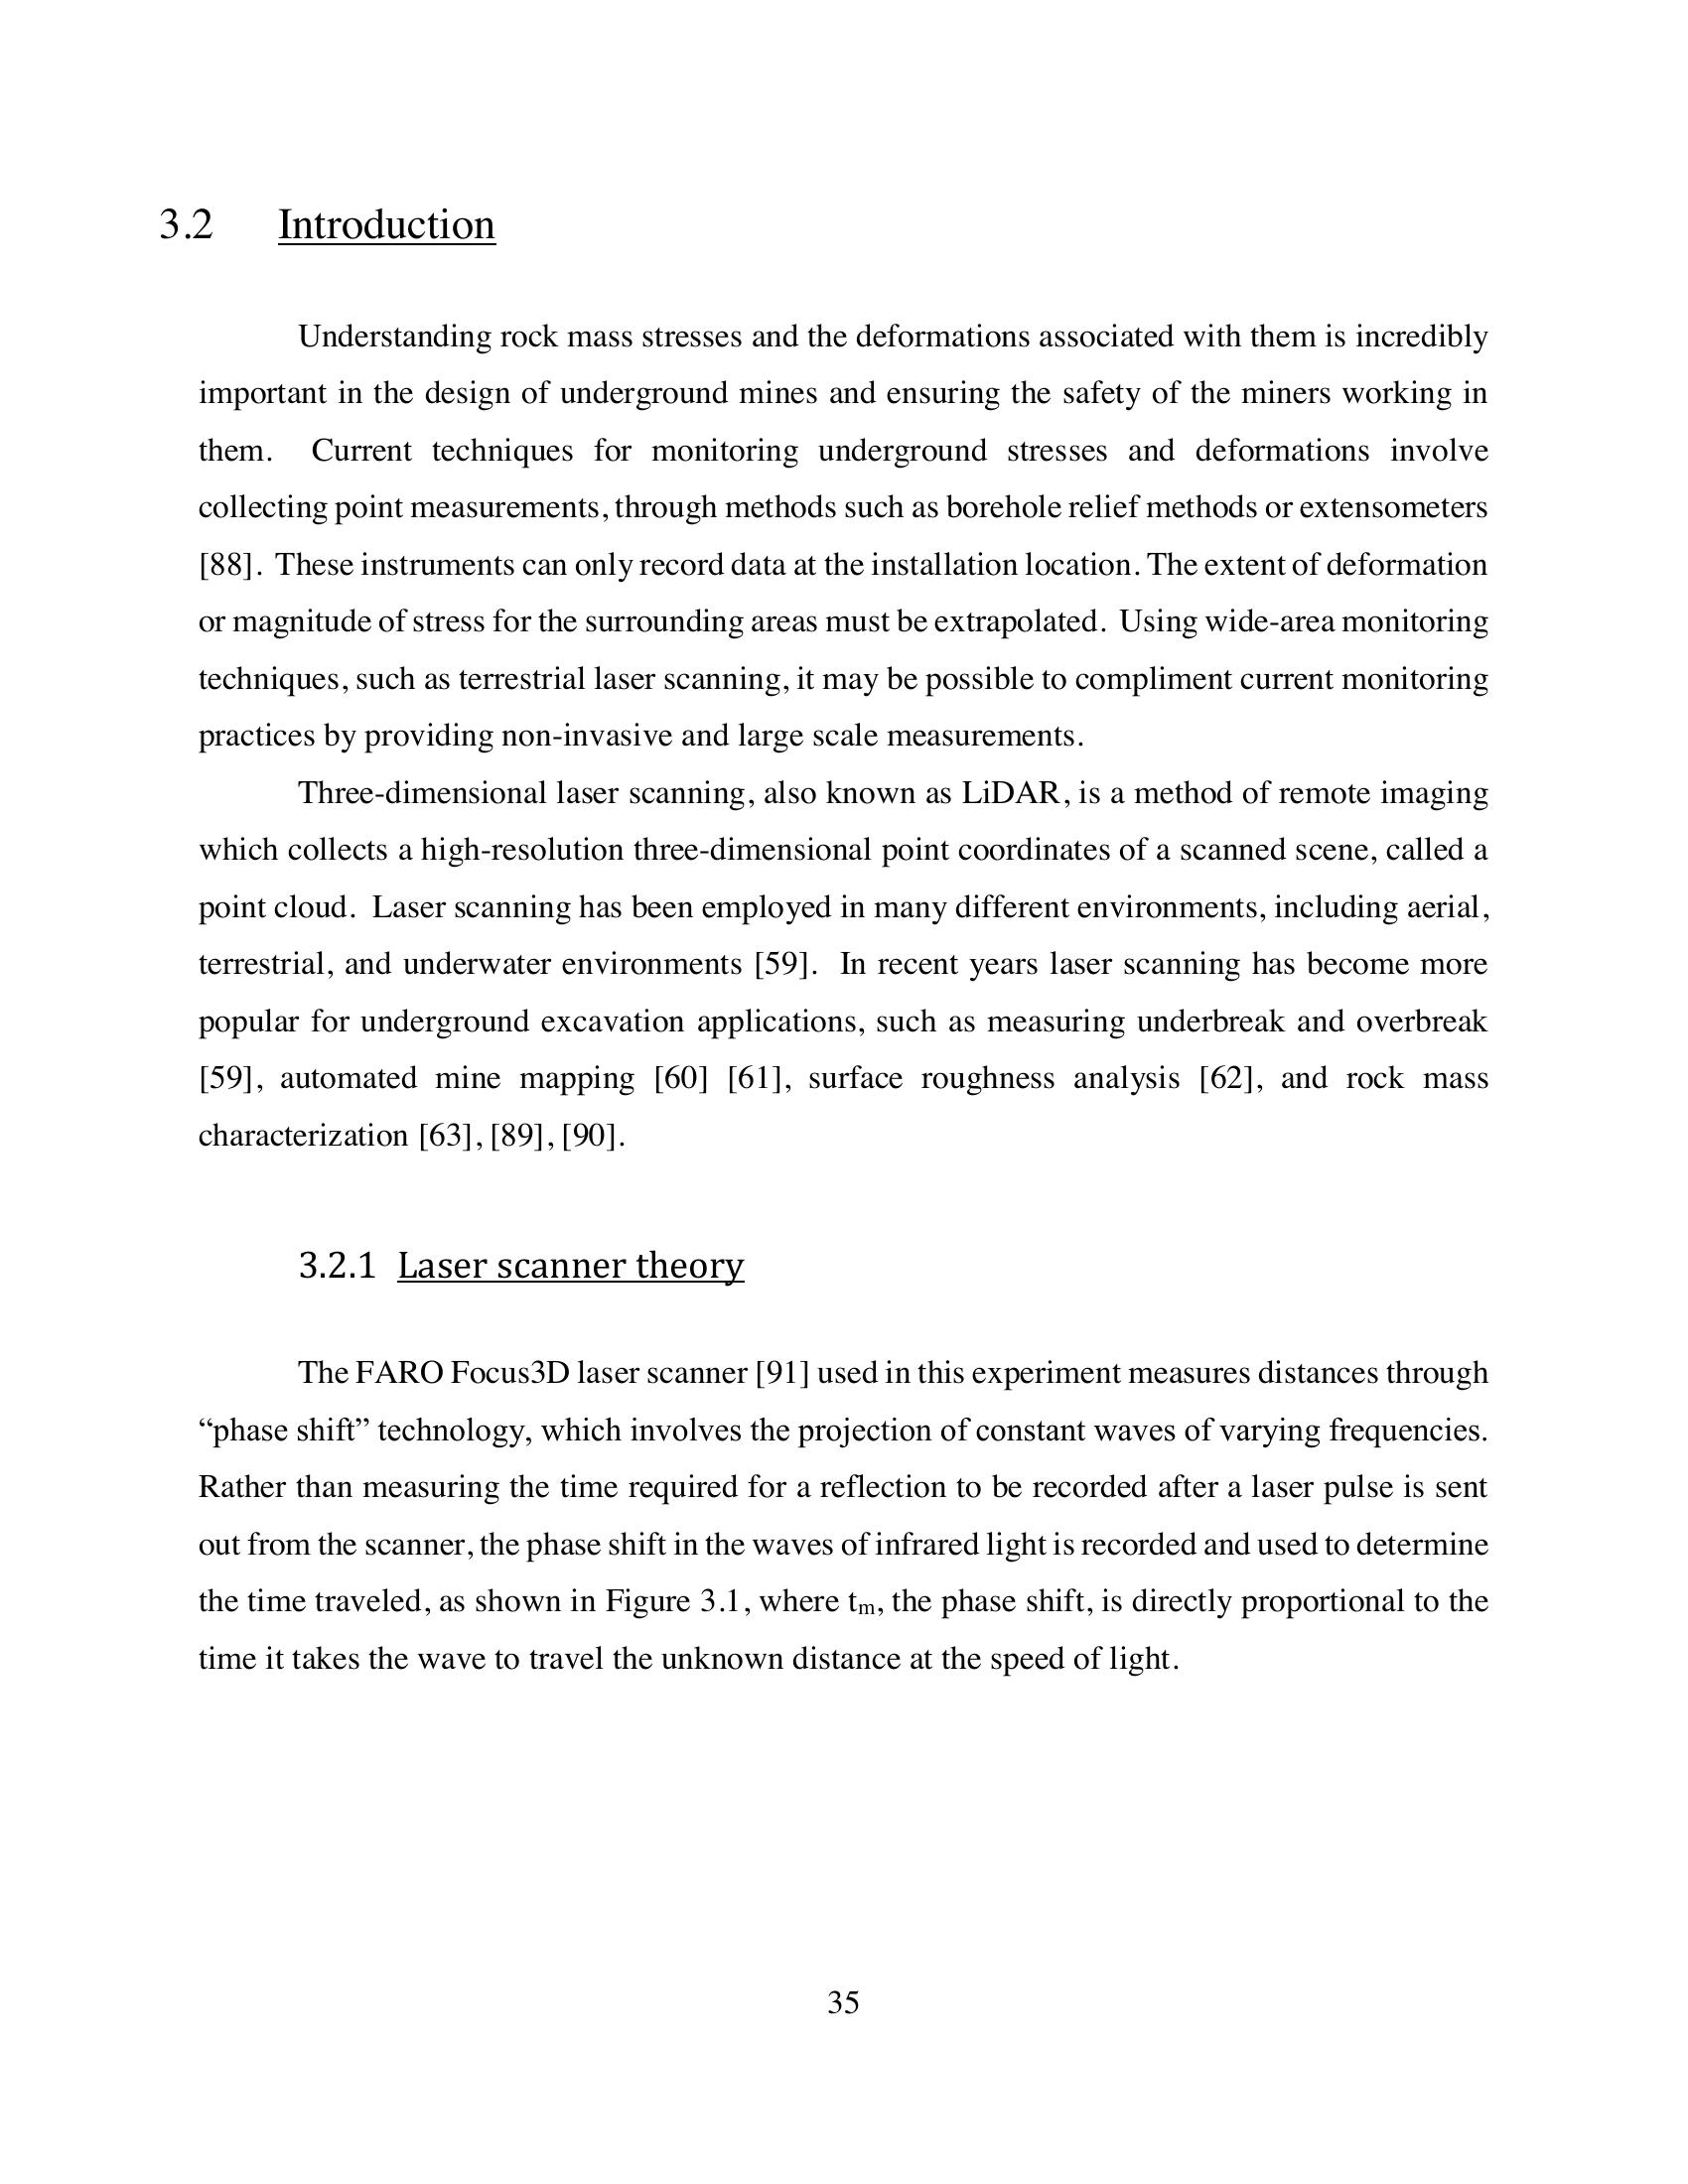 3.2 Introduction
Understanding rock mass stresses and the deformations associated with them is incredibly
important in the design of underground mines and ensuring the safety of the miners working in
them. Current techniques for monitoring underground stresses and deformations involve
collecting point measurements, through methods such as borehole relief methods or extensometers
[88]. These instruments can only record data at the installation location. The extent of deformation
or magnitude of stress for the surrounding areas must be extrapolated. Using wide-area monitoring
techniques, such as terrestrial laser scanning, it may be possible to compliment current monitoring
practices by providing non-invasive and large scale measurements.
Three-dimensional laser scanning, also known as LiDAR, is a method of remote imaging
which collects a high-resolution three-dimensional point coordinates of a scanned scene, called a
point cloud. Laser scanning has been employed in many different environments, including aerial,
terrestrial, and underwater environments [59]. In recent years laser scanning has become more
popular for underground excavation applications, such as measuring underbreak and overbreak
[59], automated mine mapping [60] [61], surface roughness analysis [62], and rock mass
characterization [63], [89], [90].
3.2.1 Laser scanner theory
The FARO Focus3D laser scanner [91] used in this experiment measures distances through
“phase shift” technology, which involves the projection of constant waves of varying frequencies.
Rather than measuring the time required for a reflection to be recorded after a laser pulse is sent
out from the scanner, the phase shift in the waves of infrared light is recorded and used to determine
the time traveled, as shown in Figure 3.1, where tm, the phase shift, is directly proportional to the
time it takes the wave to travel the unknown distance at the speed of light.
35